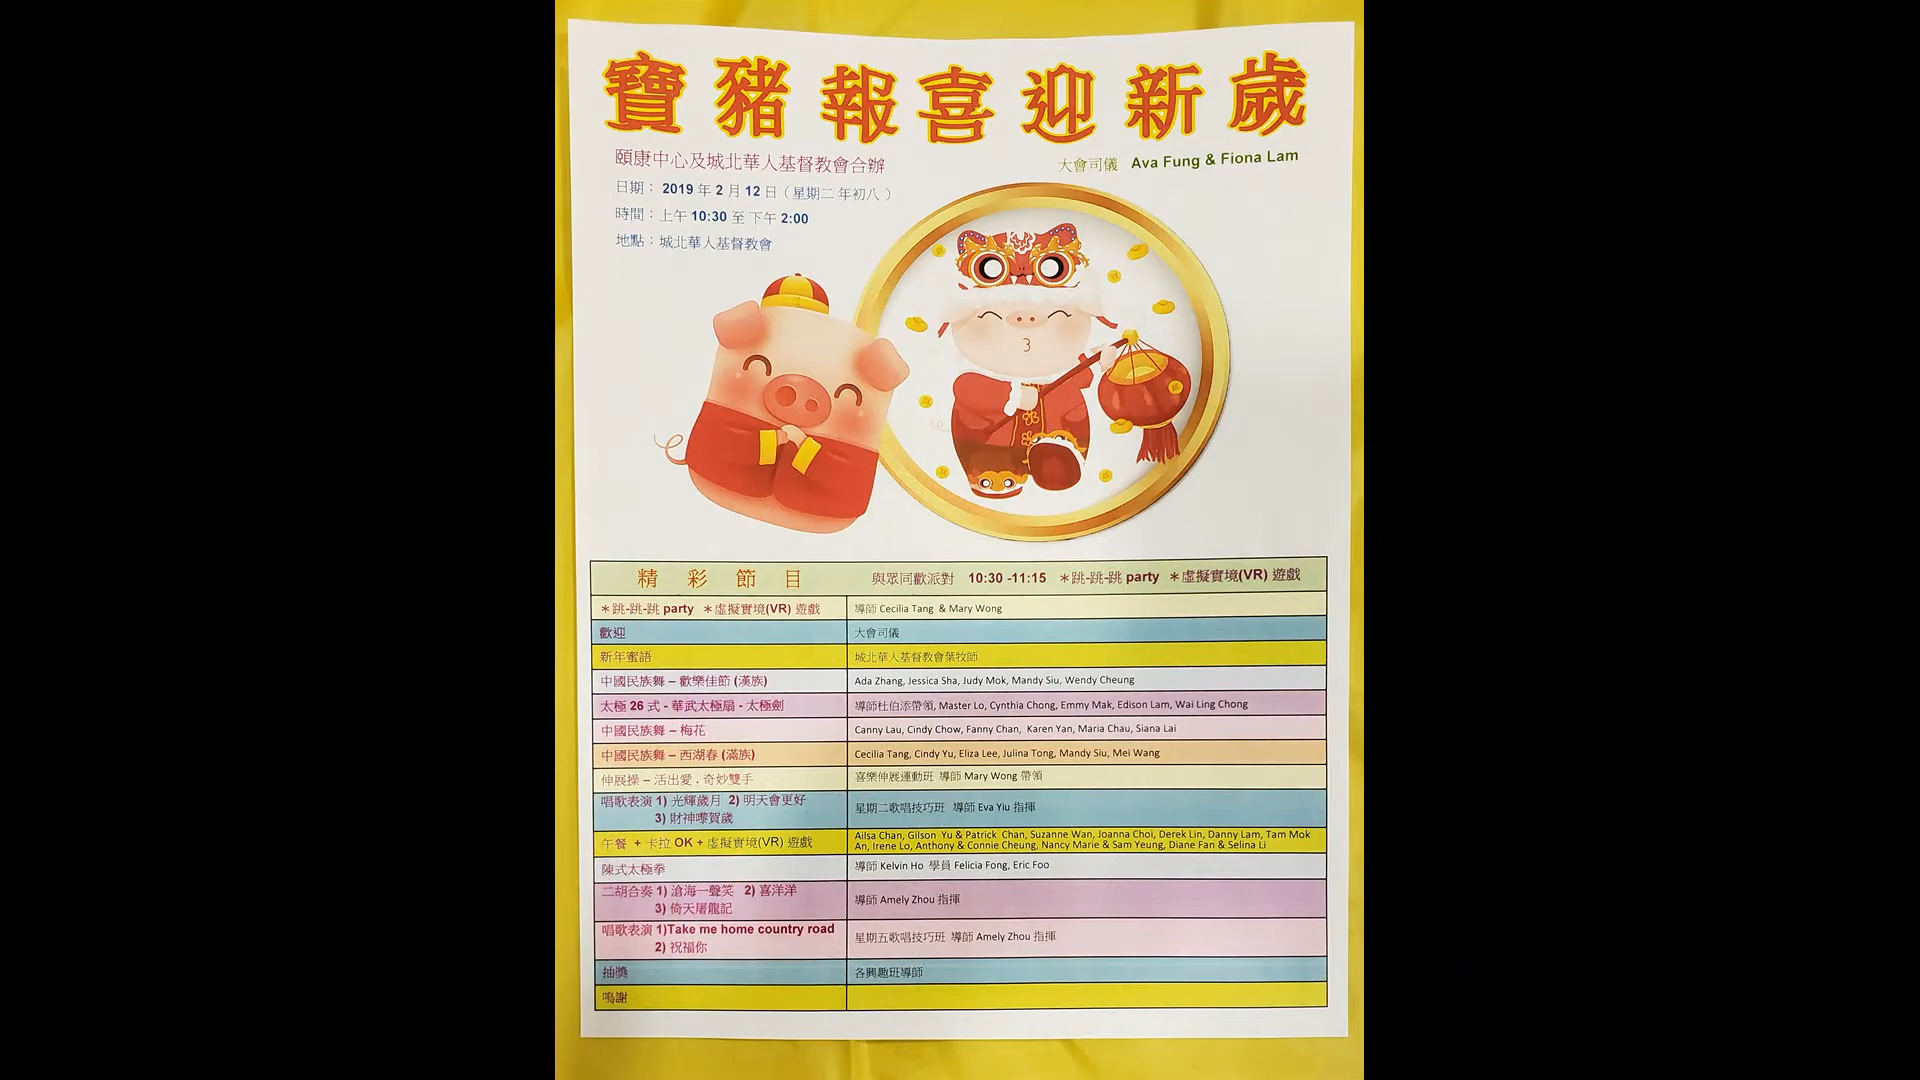 寶豬報喜迎新歲
頤康中心及城北華人基督教會合辦
大會司儀 Ava Fung & Fiona Lam
日期： 2019 年 2 月 12 日（星期二 年初八 ）
時間：上午 10:30 至 下午 2:00
地點：城北華人基督教會
精 彩 節 目 與眾同歡派對 10:30 -11:15 ＊跳-跳-跳 party ＊虛擬實境(VR) 遊戲
＊跳-跳-跳 party ＊虛擬實境(VR) 遊戲 導師 Cecilia Tang & Mary Wong
歡迎 大會司儀
新年蜜語 城北華人基督教會葉牧師
中國民族舞 – 歡樂佳節 (漢族) Ada Zhang, Jessica Sha, Judy Mok, Mandy Siu, Wendy Cheung
太極 26 式 - 華武太極扇 - 太極劍 導師杜伯添帶領, Master Lo, Cynthia Chong, Emmy Mak, Edison Lam, Wai Ling Chong
中國民族舞 – 梅花 Canny Lau, Cindy Chow, Fanny Chan, Karen Yan, Maria Chau, Siana Lai
中國民族舞 – 西湖春 (滿族) Cecilia Tang, Cindy Yu, Eliza Lee, Julina Tong, Mandy Siu, Mei Wang
伸展操 – 活出愛 . 奇妙雙手 喜樂伸展運動班 導師 Mary Wong 帶領
唱歌表演 1) 光輝歲月 2) 明天會更好
3) 財神嚟賀歲
星期二歌唱技巧班 導師 Eva Yiu 指揮
午餐 + 卡拉 OK + 虛擬實境(VR) 遊戲
Ailsa Chan, Gilson Yu & Patrick Chan, Suzanne Wan, Joanna Choi, Derek Lin, Danny Lam, Tam Mok
An, Irene Lo, Anthony & Connie Cheung, Nancy Marie & Sam Yeung, Diane Fan & Selina Li
陳式太極拳 導師 Kelvin Ho 學員 Felicia Fong, Eric Foo
二胡合奏 1) 滄海一聲笑 2) 喜洋洋
3) 倚天屠龍記
導師 Amely Zhou 指揮
唱歌表演 1)Take me home country road
2) 祝福你
星期五歌唱技巧班 導師 Amely Zhou 指揮
抽獎 各興趣班導師
鳴謝